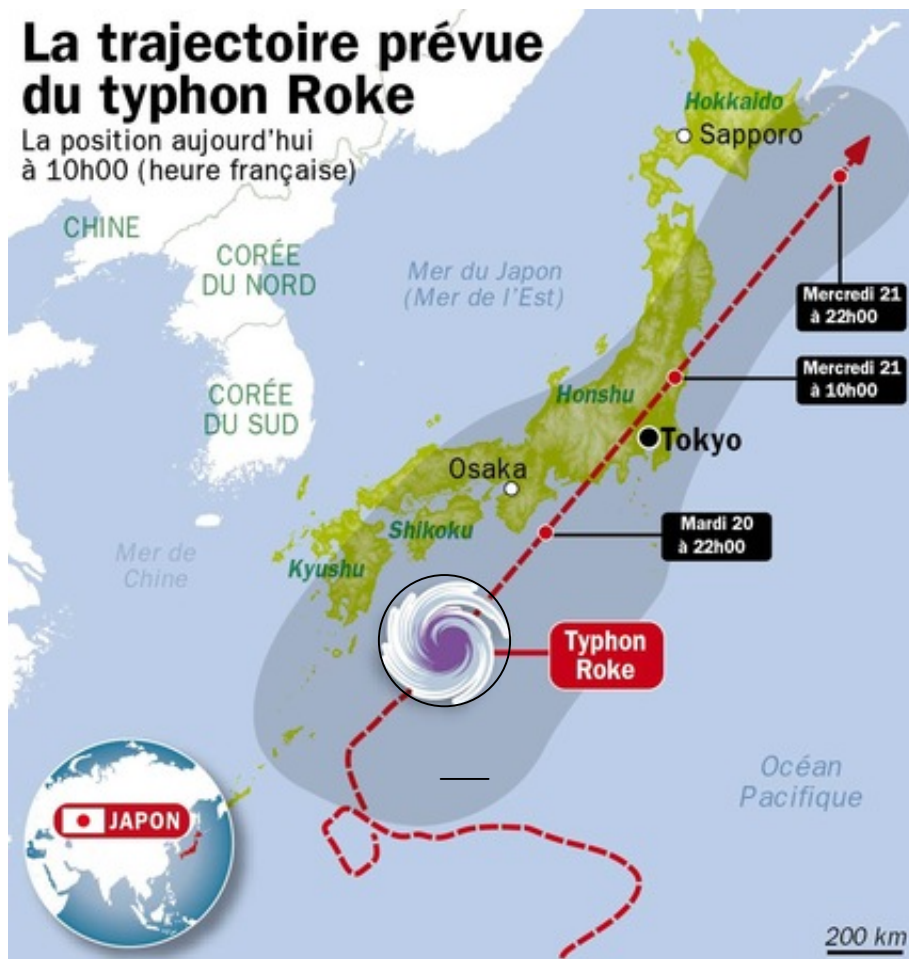 La trajectoire prévue
du typhon Roke
La position aujourd'hui
à 10h00 (heure française)
Hokkaido
Sapporo
CHINE
CORÉE
DU NORD
Mer du Japon
(Mer de l'Est)
Mercredi 21
à 22h00
Mercredi 21
à 10h00
CORÉE
DU SUD
Honshu
Tokyo
Osaka
Shikoku
Mardi 20
à 22h00
Mer de
Chine
Kyushu
Typhon
Roke
Océan
Pacifique
JAPON
200 km